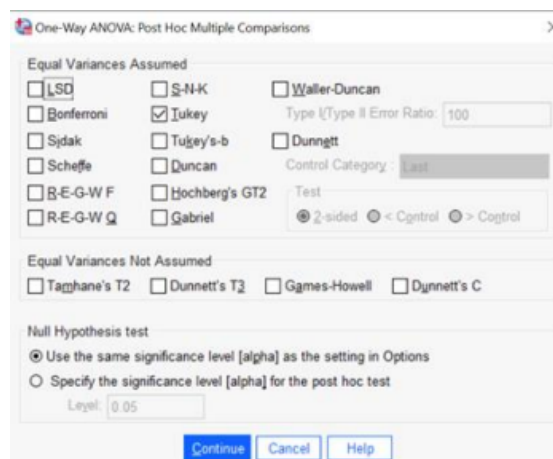 One-Way ANOVA: Post Hoc Multiple Comparisons
Equal Variances Assumed
LSD S-N-K Waller-Duncan
Bonferroni Tukey Type I/Type II Error Ratio: 100
Sidak Tukey's-b Dunnett
Scheffe Duncan Control Category : Last
R-E-G-W F Hochberg's GT2 Test
R-E-G-W Q Gabriel 2-sided < Control > Control
Equal Variances Not Assumed
Tamhane's T2 Dunnett's T3 Games-Howell Dunnett's C
Null Hypothesis test
Use the same significance level [alpha] as the setting in Options
Specify the significance level [alpha] for the post hoc test
Level: 0.05
Continue Cancel Help